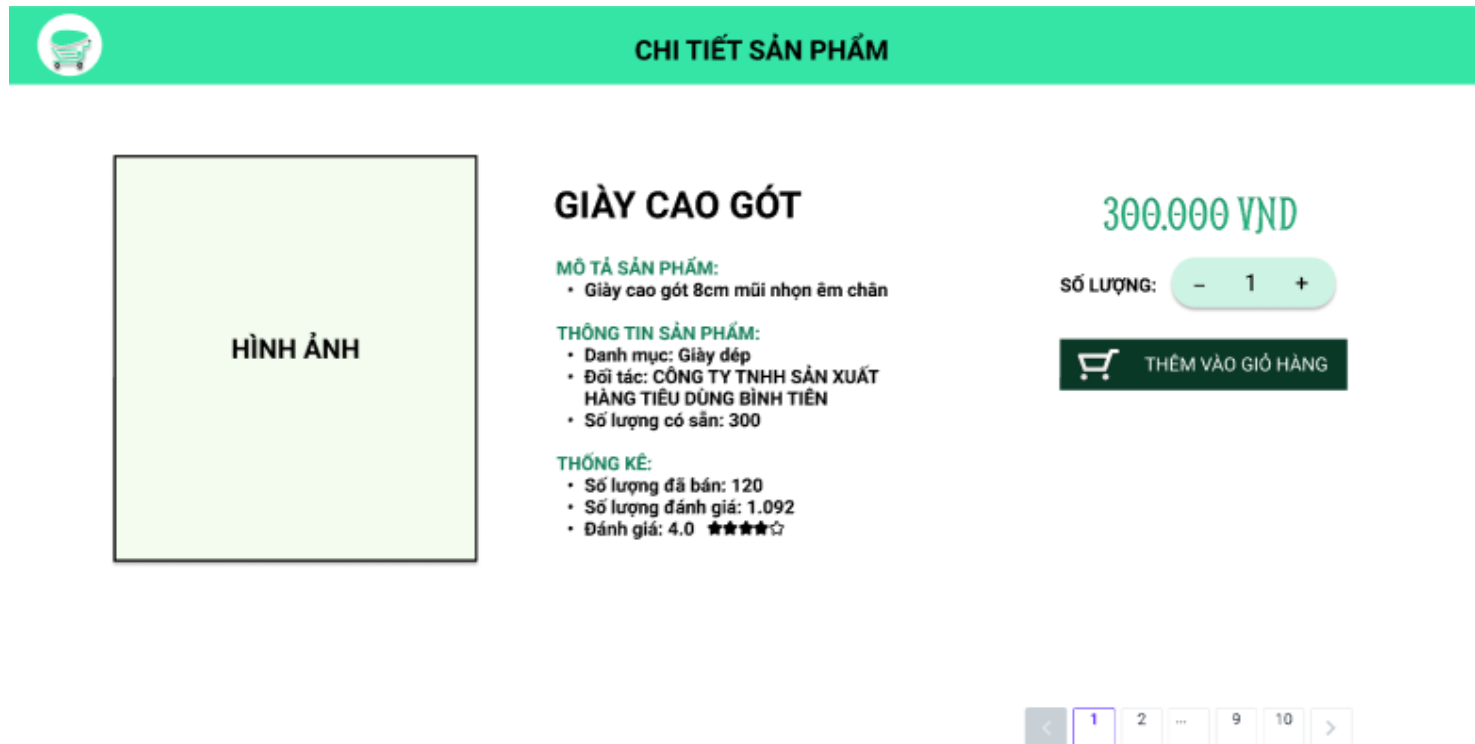 CHI TIẾT SẢN PHẨM
HÌNH ẢNH
GIÀY CAO GÓT
MÔ TẢ SẢN PHẨM:
• Giày cao gót 8cm mũi nhọn êm chân
THÔNG TIN SẢN PHẨM:
• Danh mục: Giày dép
• Đối tác: CÔNG TY TNHH SẢN XUẤT
HÀNG TIÊU DÙNG BÌNH TIÊN
• Số lượng có sẵn: 300
THỐNG KÊ:
• Số lượng đã bán: 120
• Số lượng đánh giá: 1.092
• Đánh giá: 4.0 ★★★★☆
300.000 VND
SỐ LƯỢNG: – 1 +
THÊM VÀO GIỎ HÀNG
< 1 2 ... 9 10 >